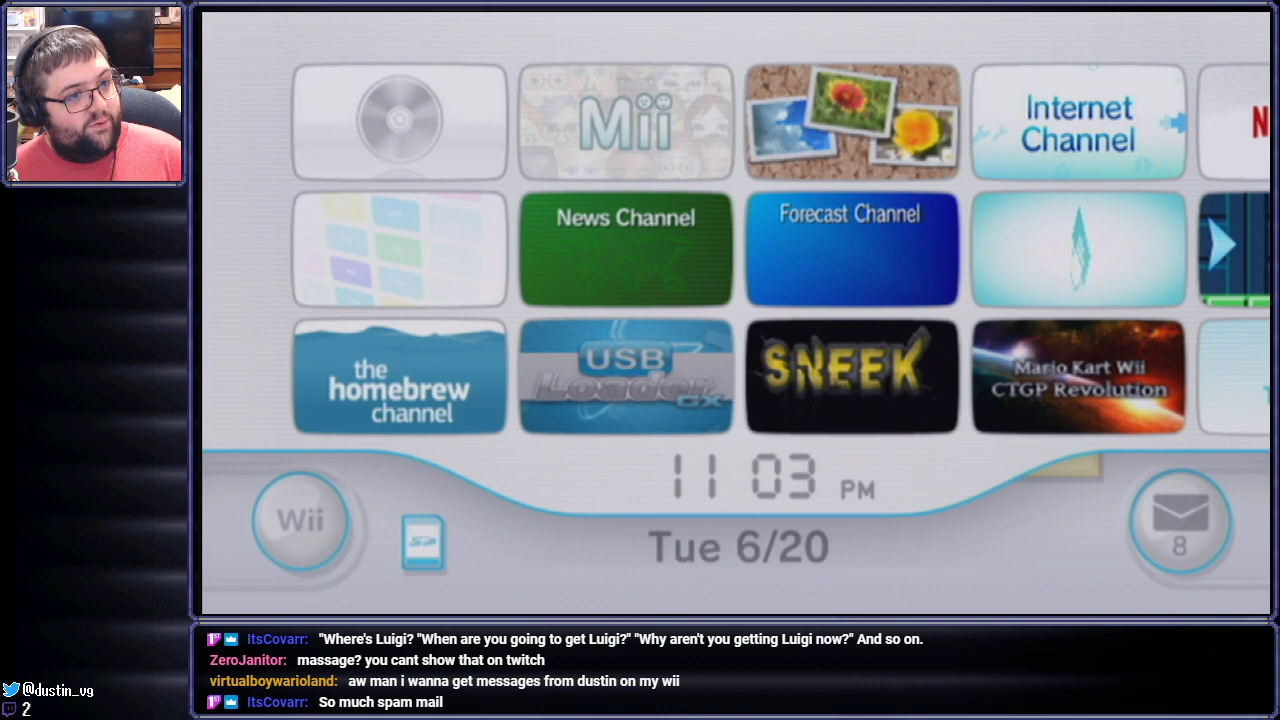 Mii
Internet
Channel
N
News Channel
Forecast Channel
the
homebrew
channel
USB
Loader
GX
SNEEK
Mario Kart Wii
CTGP Revolution
11 03 PM
Wii
SD
Tue 6/20
8
1ST ItsCovarr: "Where's Luigi? "When are you going to get Luigi?" "Why aren't you getting Luigi now?" And so on.
ZeroJanitor: massage? you cant show that on twitch
virtualboywarioland: aw man i wanna get messages from dustin on my wii
1ST ItsCovarr: So much spam mail
@dustin_vg
2